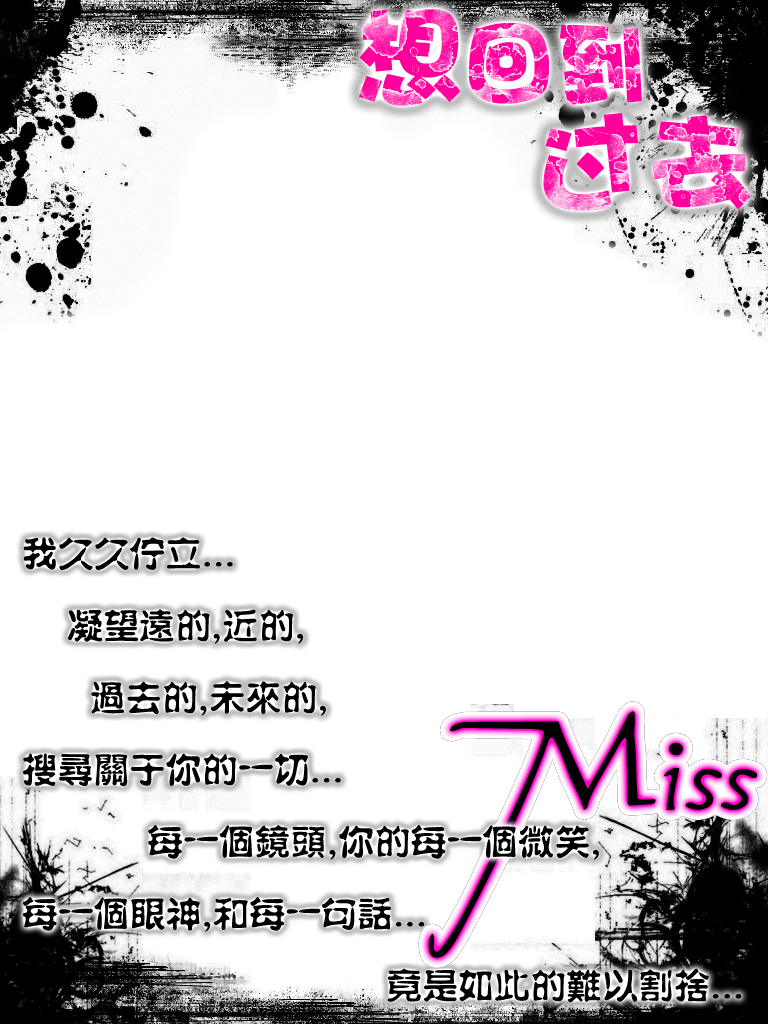 想回到
过去
我久久佇立...
凝望遠的,近的,
過去的,未來的,
搜尋關于你的一切...
Miss
每一個鏡頭,你的每一個微笑,
每一個眼神,和每一句話...
竟是如此的難以割捨...